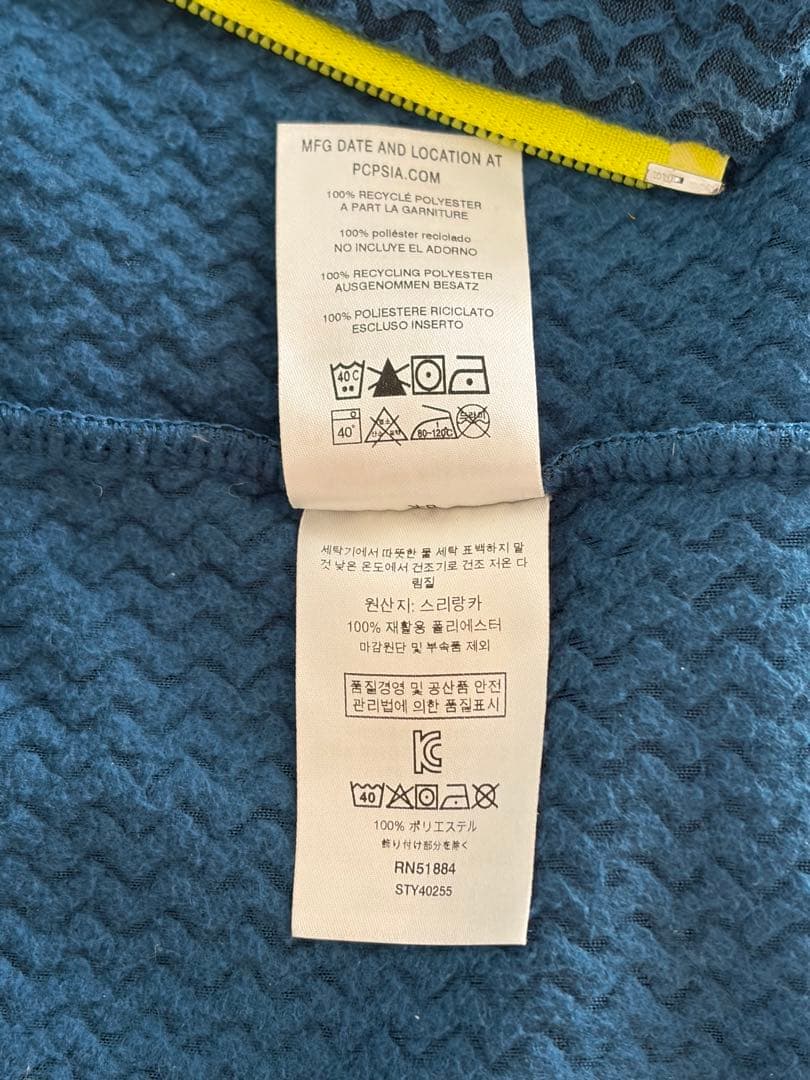 MFG DATE AND LOCATION AT
PCPSIA.COM
100% RECYCLÉ POLYESTER
A PART LA GARNITURE
100% poliéster reciclado
NO INCLUYE EL ADORNO
100% RECYCLING POLYESTER
AUSGENOMMEN BESATZ
100% POLIESTERE RICICLATO
ESCLUSO INSERTO
40 C
40°
80~120℃
세탁기에서 따뜻한 물 세탁 표백하지 말
것 낮은 온도에서 건조기로 건조 저온 다
림질
원산지: 스리랑카
100% 재활용 폴리에스터
마감원단 및 부속품 제외
품질경영 및 공산품 안전
관리법에 의한 품질표시
40
100% ポリエステル
飾り付け部分を除く
RN51884
STY40255